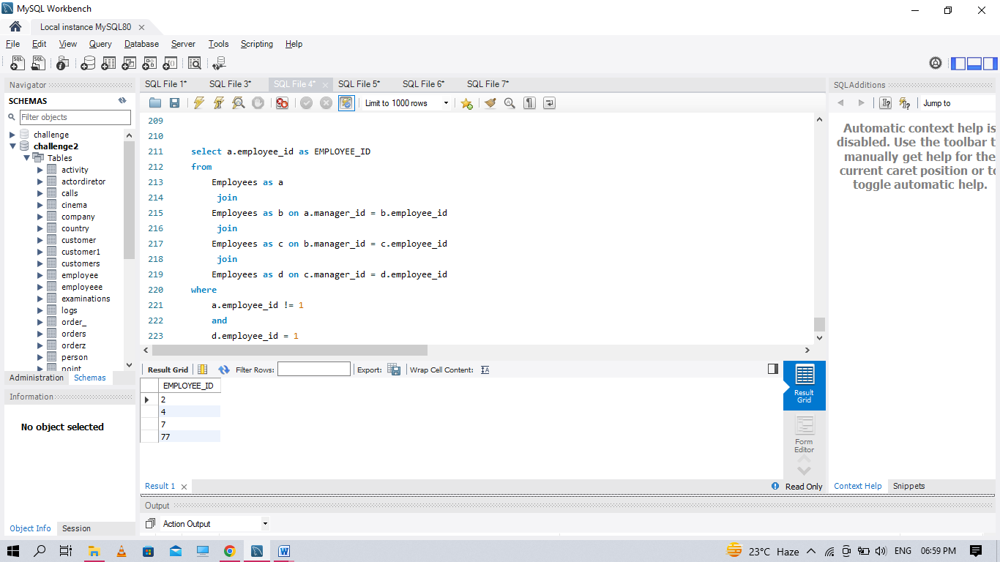 MySQL Workbench
Local instance MySQL80
File Edit View Query Database Server Tools Scripting Help
Navigator
SCHEMAS
Filter objects
challenge
challenge2
Tables
activity
actordiretor
calls
cinema
company
country
customer
customer1
customers
employee
employeee
examinations
logs
order_
orders
orderz
person
point
Administration Schemas
Information
No object selected
Object Info Session
SQL File 1* SQL File 3* SQL File 4* SQL File 5* SQL File 6* SQL File 7*
Limit to 1000 rows
209
210
211 select a.employee_id as EMPLOYEE_ID
212 from
213 Employees as a
214 join
215 Employees as b on a.manager_id = b.employee_id
216 join
217 Employees as c on b.manager_id = c.employee_id
218 join
219 Employees as d on c.manager_id = d.employee_id
220 where
221 a.employee_id != 1
222 and
223 d.employee_id = 1
Result Grid Filter Rows: Export: Wrap Cell Content:
EMPLOYEE_ID
2
4
7
77
Result
Grid
Form
Editor
Result 1 Read Only
Output
Action Output
SQLAdditions
Jump to
Automatic context help is
disabled. Use the toolbar t
manually get help for the
current caret position or to
toggle automatic help.
Context Help Snippets
23°C Haze ENG 06:59 PM